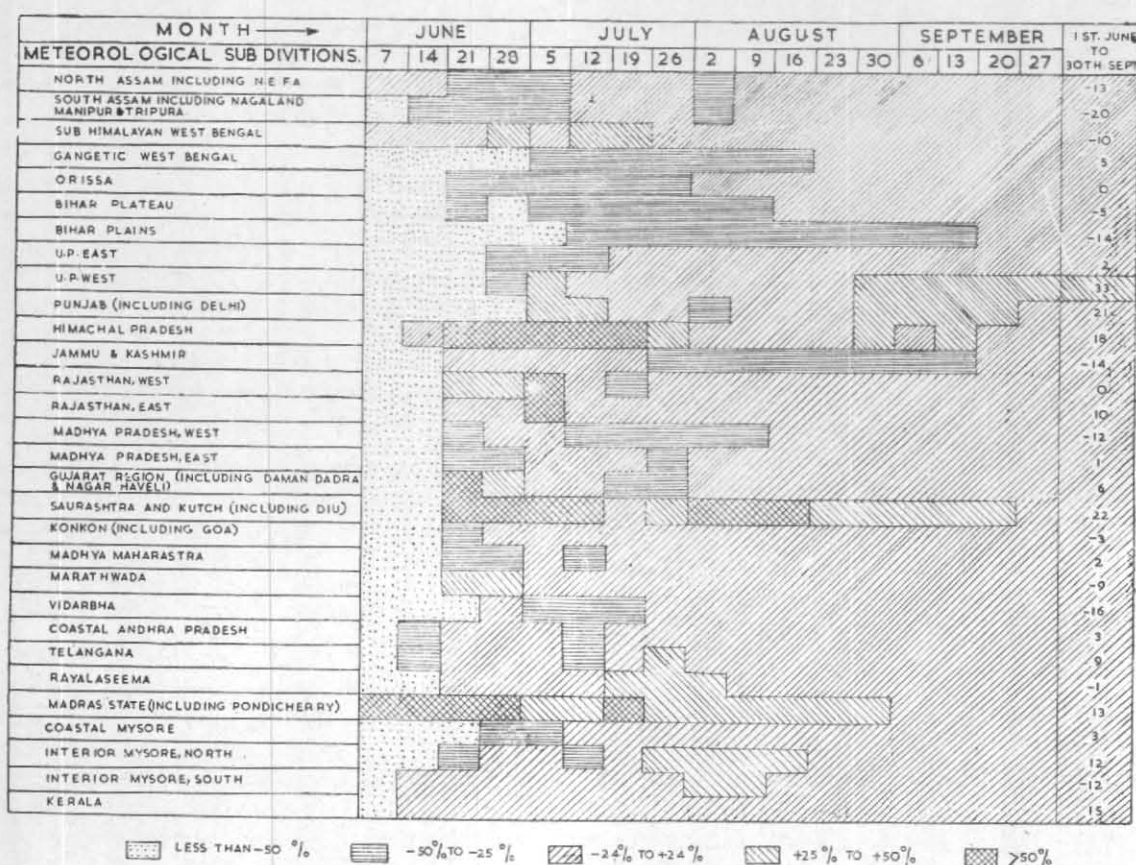 MONTH JUNE JULY AUGUST SEPTEMBER 1 ST. JUNE
TO
30TH SEPT
METEOROLOGICAL SUB DIVITIONS. 7 14 21 28 5 12 19 26 2 9 16 23 30 6 13 20 27
NORTH ASSAM INCLUDING N.E F.A -13
SOUTH ASSAM INCLUDING NAGALAND
MANIPUR & TRIPURA -20
SUB HIMALAYAN WEST BENGAL -10
GANGETIC WEST BENGAL 5
ORISSA 0
BIHAR PLATEAU -5
BIHAR PLAINS -14
U.P. EAST 2
U.P. WEST 33
PUNJAB (INCLUDING DELHI) 21
HIMACHAL PRADESH 18
JAMMU & KASHMIR -14
RAJASTHAN, WEST 0
RAJASTHAN, EAST 10
MADHYA PRADESH, WEST -12
MADHYA PRADESH, EAST 1
GUJARAT REGION (INCLUDING DAMAN DADRA
& NAGAR HAVELI) 6
SAURASHTRA AND KUTCH (INCLUDING DIU) 22
KONKON (INCLUDING GOA) -3
MADHYA MAHARASTRA 2
MARATHWADA -9
VIDARBHA -16
COASTAL ANDHRA PRADESH 3
TELANGANA 9
RAYALASEEMA -1
MADRAS STATE (INCLUDING PONDICHERRY) 13
COASTAL MYSORE 3
INTERIOR MYSORE, NORTH 12
INTERIOR MYSORE, SOUTH -12
KERALA 15
LESS THAN -50 % -50% TO -25 % -24% TO +24% +25 % TO +50% >50%